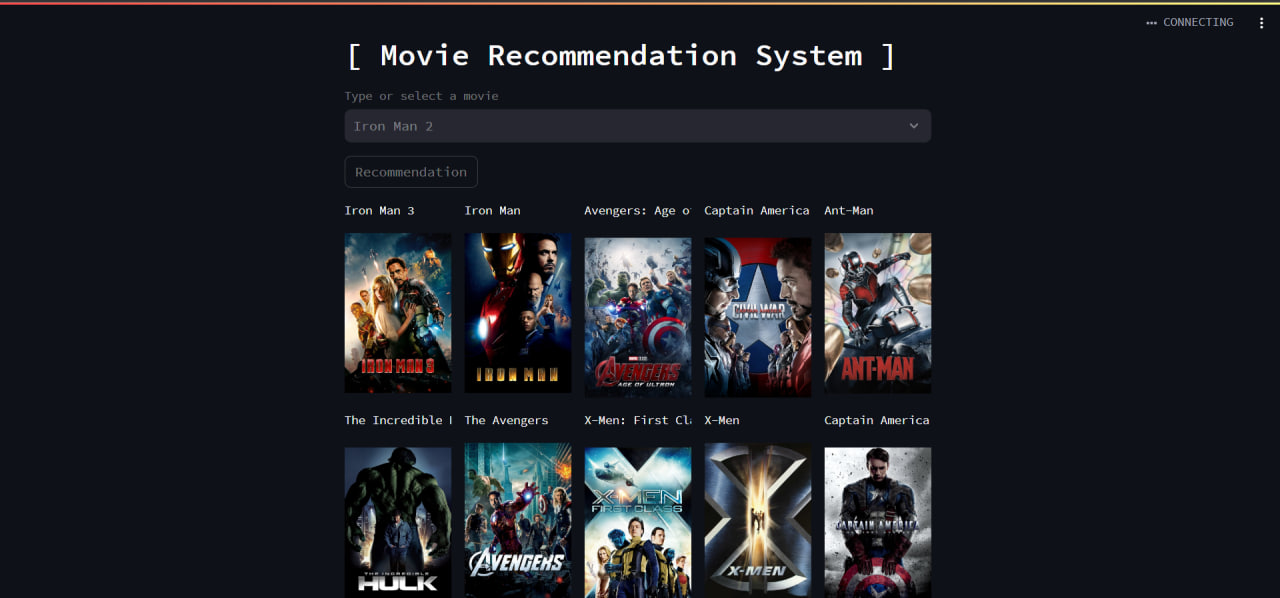 ••• CONNECTING
[ Movie Recommendation System ]
Type or select a movie
Iron Man 2
Recommendation
Iron Man 3
Iron Man
Avengers: Age of
Captain America
Ant-Man
IRON MAN 3
IRON MAN
MARVEL
AVENGERS
AGE OF ULTRON
CIVIL WAR
ANT-MAN
The Incredible
The Avengers
X-Men: First Cla
X-Men
Captain America
THE INCREDIBLE
HULK
AVENGERS
X-MEN
FIRST CLASS
X-MEN
CAPTAIN AMERICA